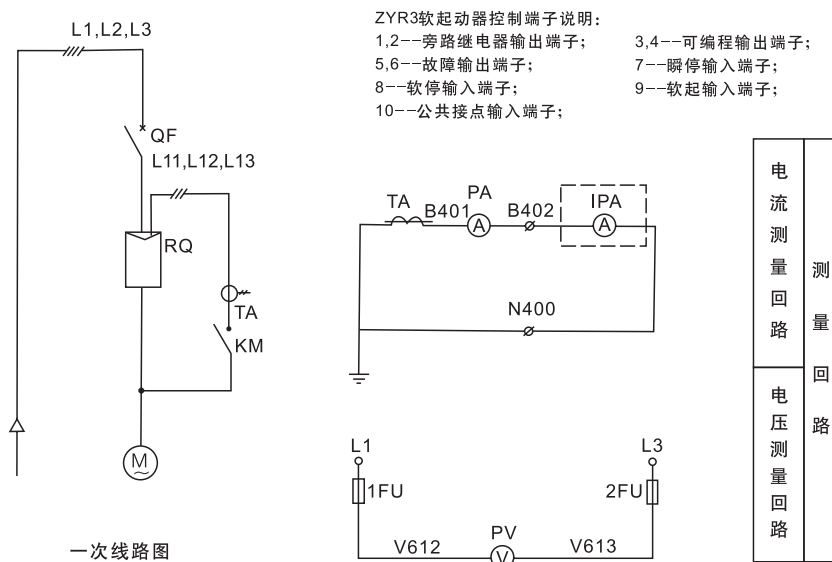 L1,L2,L3
QF
L11,L12,L13
RQ
TA
KM
M
一次线路图
ZYR3软起动器控制端子说明：
1,2--旁路继电器输出端子； 3,4--可编程输出端子；
5,6--故障输出端子； 7--瞬停输入端子；
8--软停输入端子； 9--软起输入端子；
10--公共接点输入端子；
TA
B401
PA
A
B402
IPA
A
N400
L1
L3
1FU
2FU
V612
PV
V
V613
电流测量回路
电压测量回路
测量回路